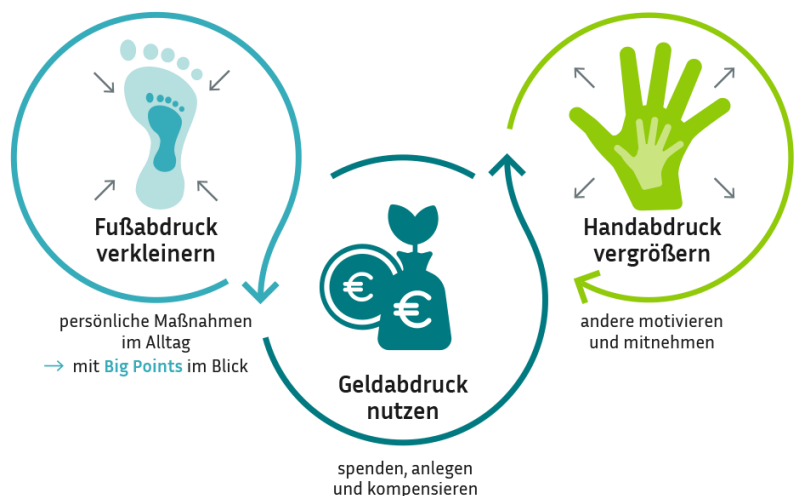 Fußabdruck
verkleinern
persönliche Maßnahmen
im Alltag
→ mit Big Points im Blick
€
€
Geldabdruck
nutzen
spenden, anlegen
und kompensieren
Handabdruck
vergrößern
andere motivieren
und mitnehmen